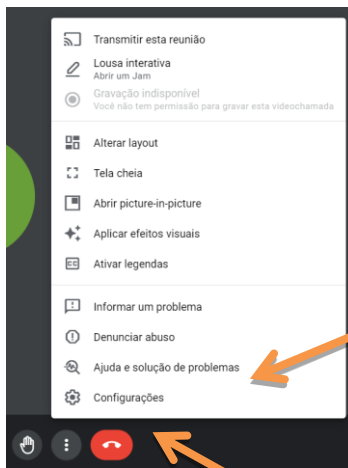 Transmitir esta reunião
Lousa interativa
Abrir um Jam
Gravação indisponível
Você não tem permissão para gravar esta videochamada
Alterar layout
Tela cheia
Abrir picture-in-picture
Aplicar efeitos visuais
CC Ativar legendas
Informar um problema
Denunciar abuso
Ajuda e solução de problemas
Configurações